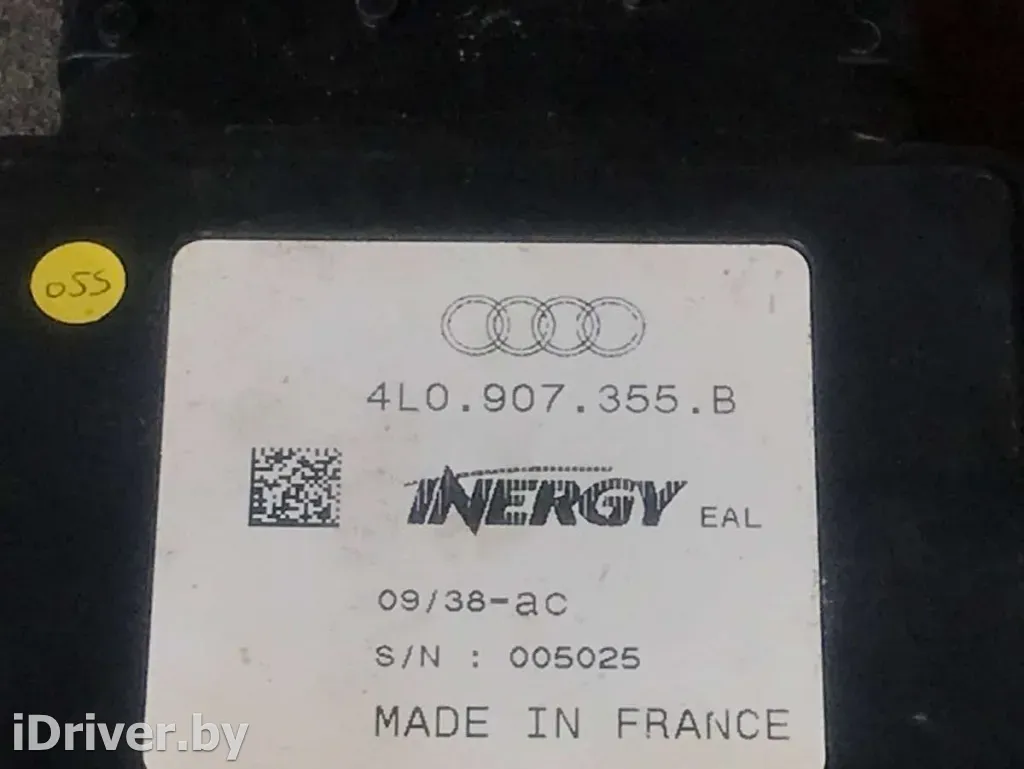 055
4L0.907.355.B
INERGY EAL
09/38-ac
S/N : 005025
MADE IN FRANCE
iDriver.by